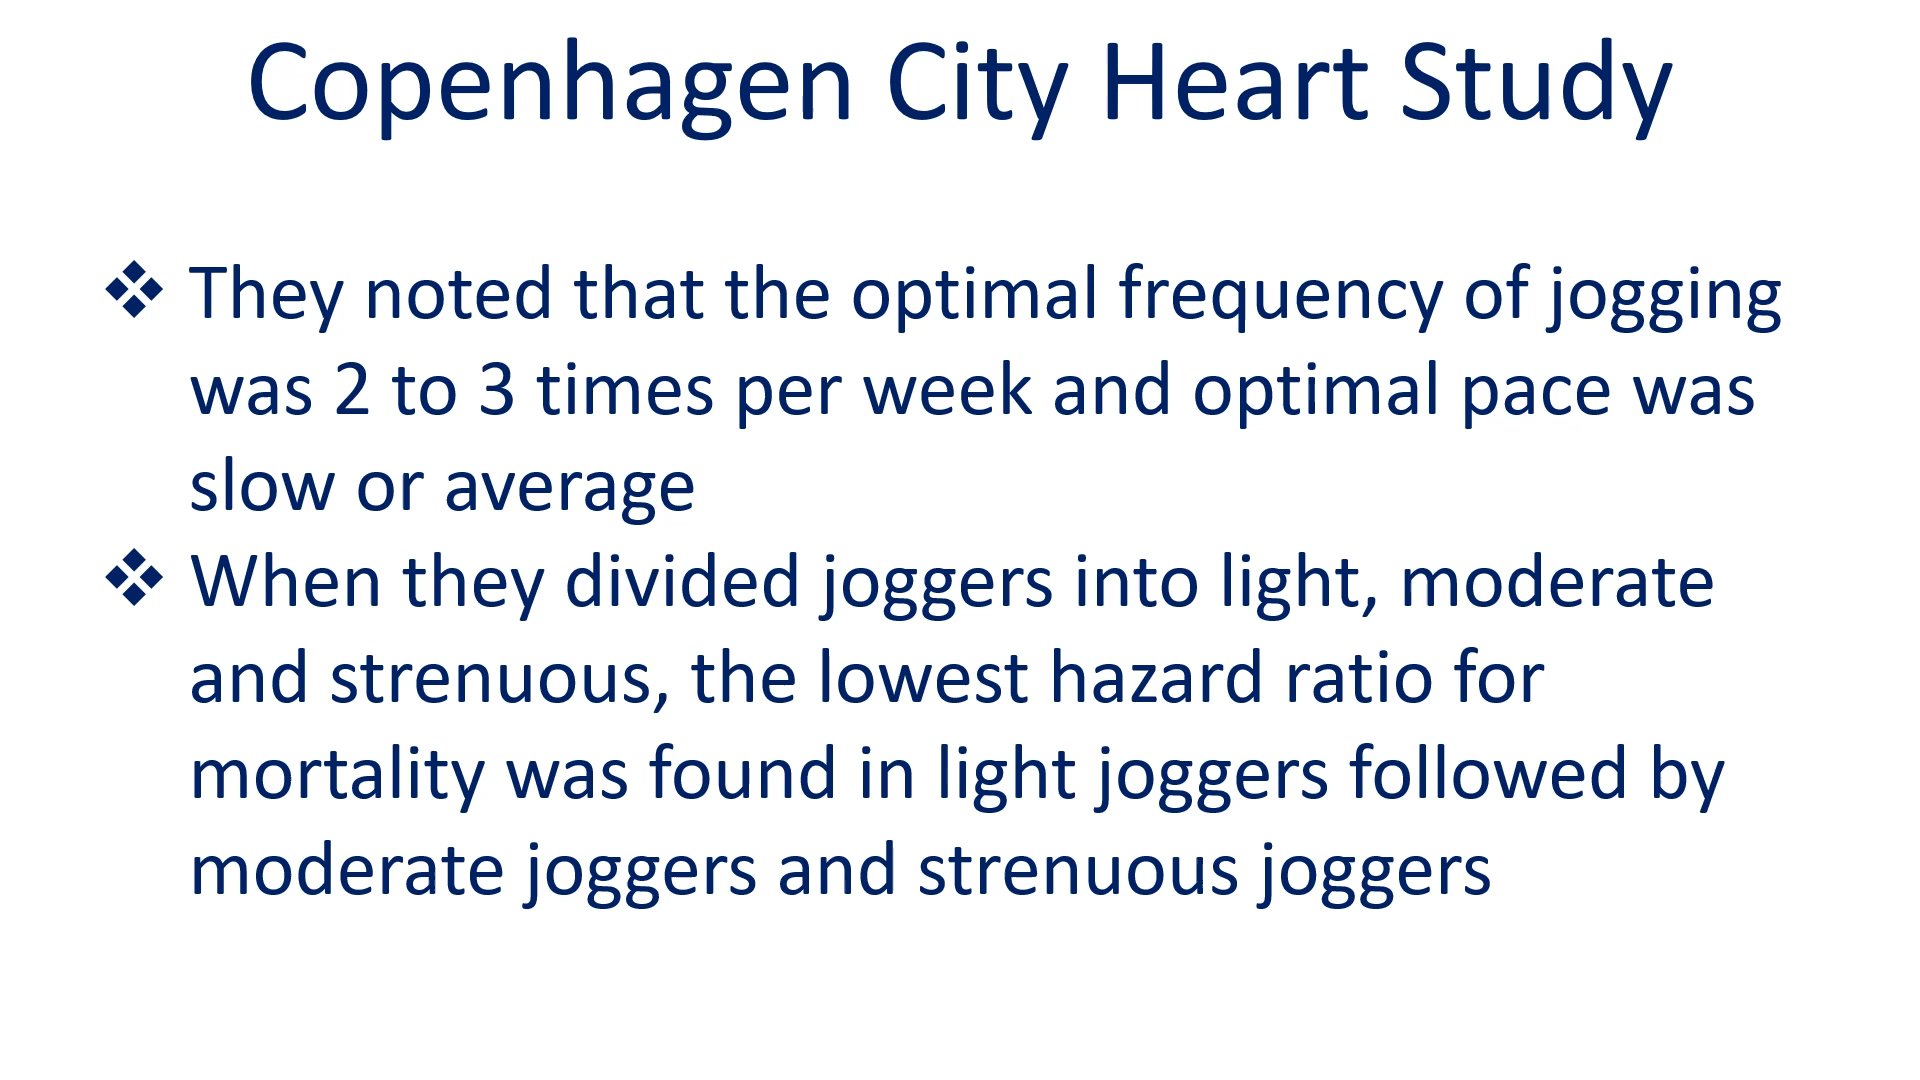 Copenhagen City Heart Study
❖ They noted that the optimal frequency of jogging
was 2 to 3 times per week and optimal pace was
slow or average
❖ When they divided joggers into light, moderate
and strenuous, the lowest hazard ratio for
mortality was found in light joggers followed by
moderate joggers and strenuous joggers